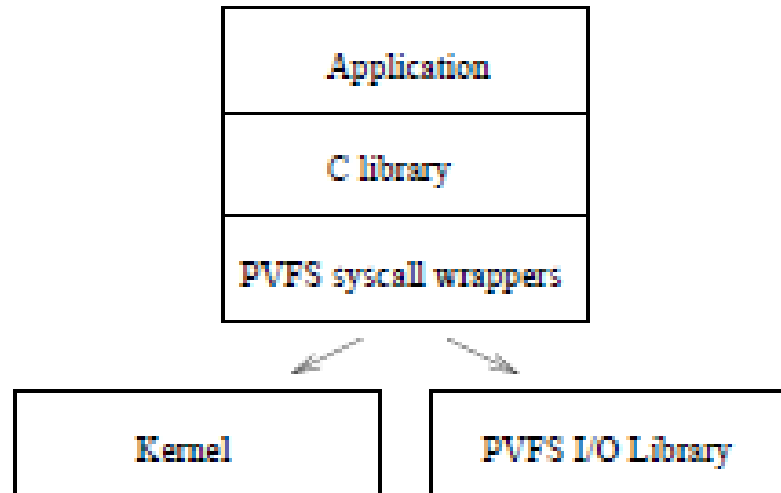 Application
C library
PVFS syscall wrappers
Kernel
PVFS I/O Library